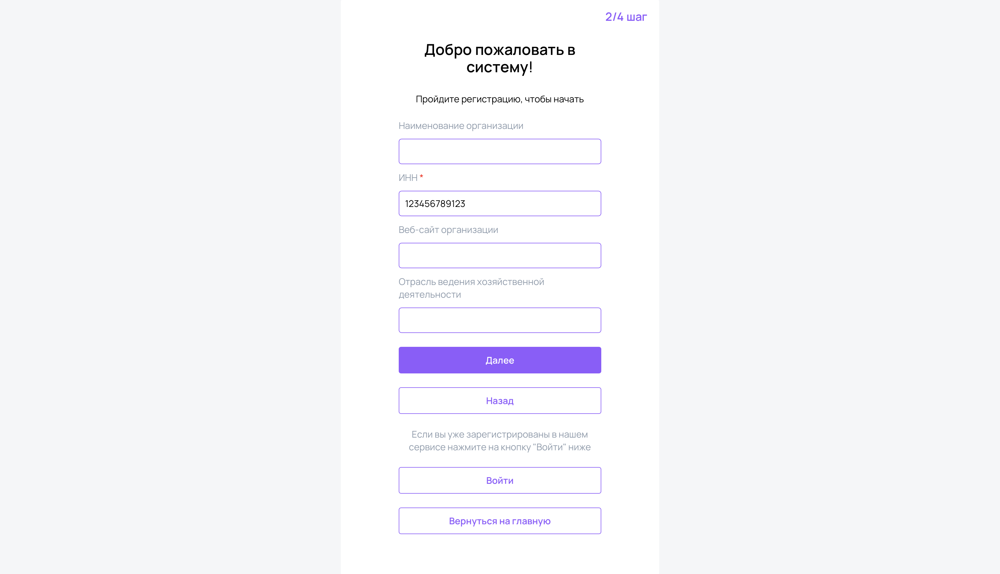 2/4 шаг
Добро пожаловать в
систему!
Пройдите регистрацию, чтобы начать
Наименование организации
ИНН *
123456789123
Веб-сайт организации
Отрасль ведения хозяйственной
деятельности
Далее
Назад
Если вы уже зарегистрированы в нашем
сервисе нажмите на кнопку "Войти" ниже
Войти
Вернуться на главную